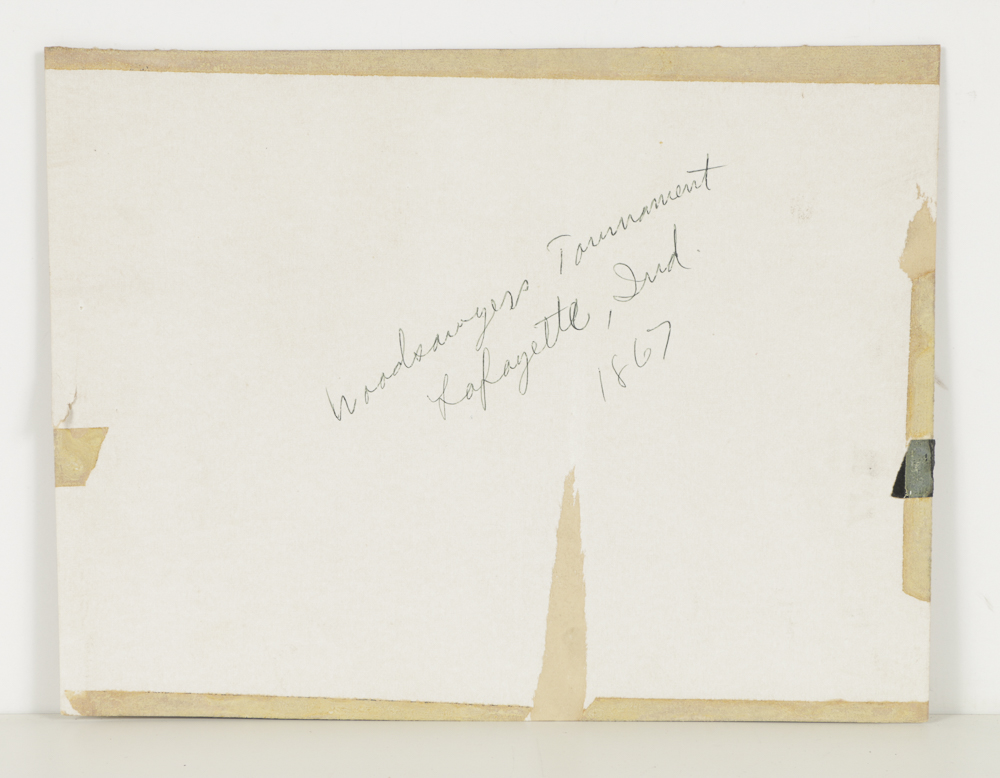 Woodsawyers Tournament
Lafayette, Ind.
1867